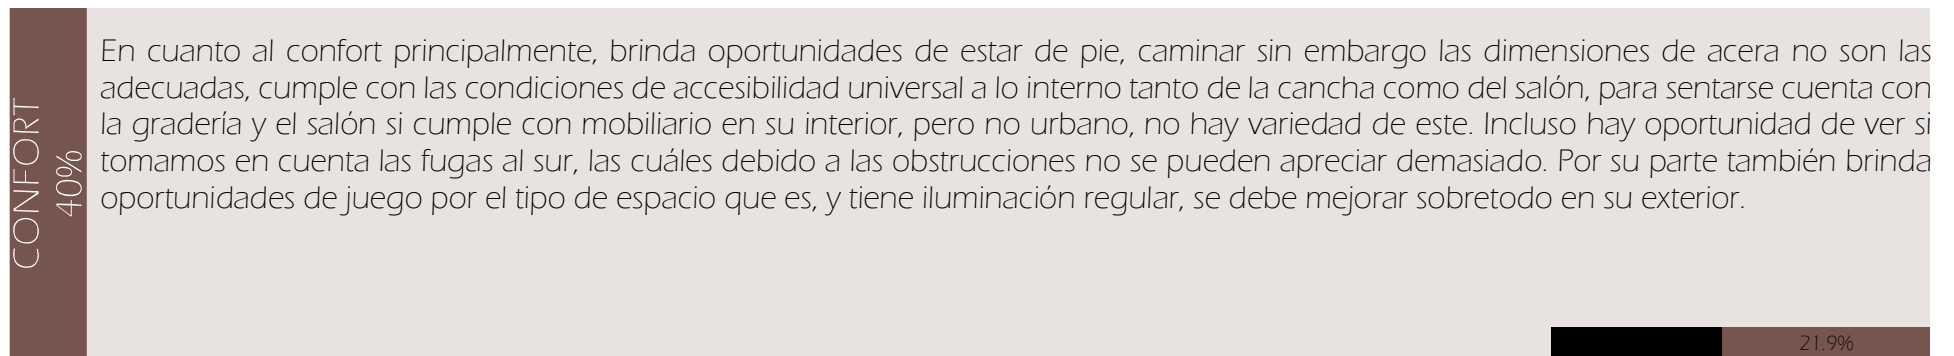 CONFORT
40%
En cuanto al confort principalmente, brinda oportunidades de estar de pie, caminar sin embargo las dimensiones de acera no son las
adecuadas, cumple con las condiciones de accesibilidad universal a lo interno tanto de la cancha como del salón, para sentarse cuenta con
la gradería y el salón si cumple con mobiliario en su interior, pero no urbano, no hay variedad de este. Incluso hay oportunidad de ver si
tomamos en cuenta las fugas al sur, las cuáles debido a las obstrucciones no se pueden apreciar demasiado. Por su parte también brinda
oportunidades de juego por el tipo de espacio que es, y tiene iluminación regular, se debe mejorar sobretodo en su exterior.
21.9%